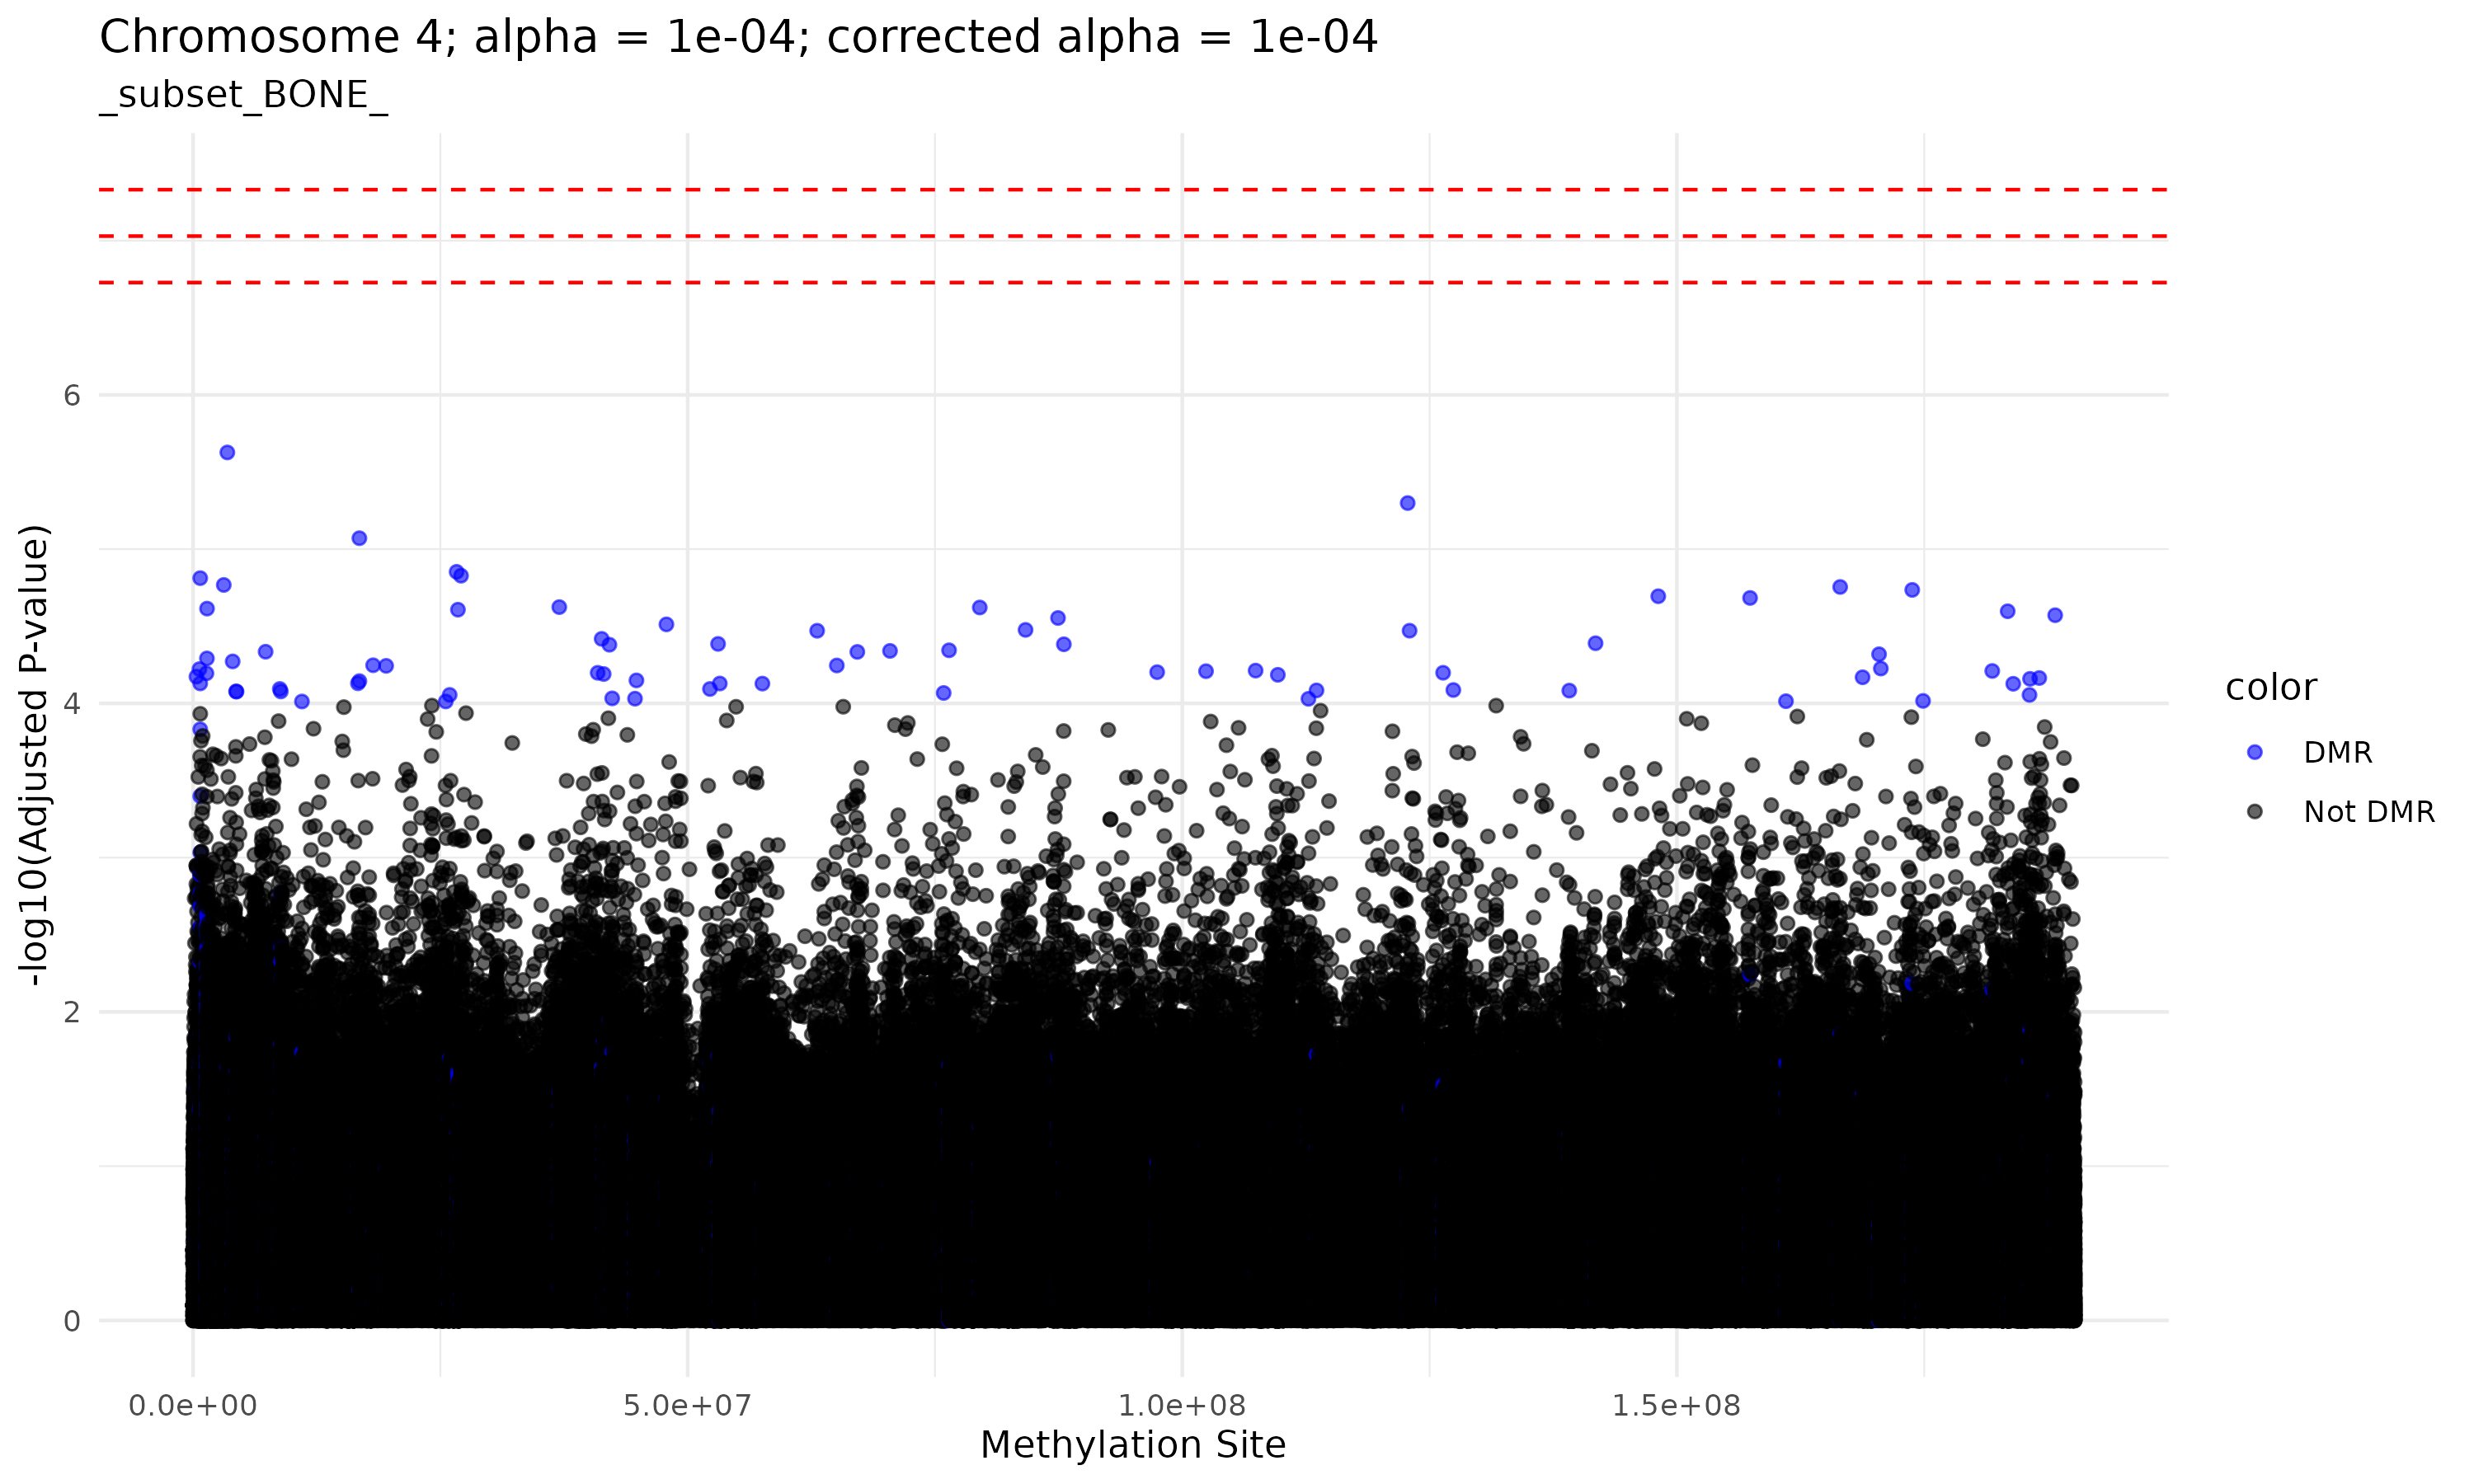 Chromosome 4; alpha = 1e-04; corrected alpha = 1e-04
_subset_BONE_
-log10(Adjusted P-value)
6
4
2
0
0.0e+00 5.0e+07 1.0e+08 1.5e+08
Methylation Site
color
DMR
Not DMR